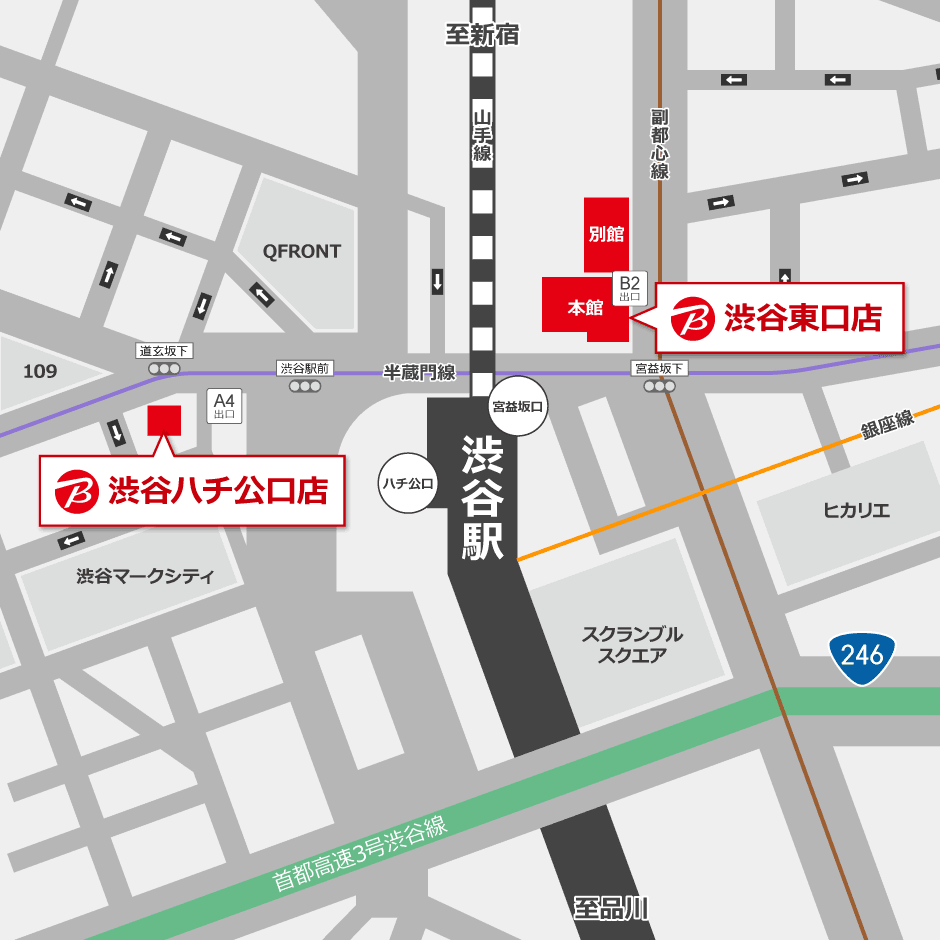 至新宿
山手線
副都心線
別館
QFRONT
B2
出口
本館
渋谷東口店
道玄坂下
渋谷駅前
半蔵門線
宮益坂下
109
A4
出口
宮益坂口
銀座線
渋谷駅
ハチ公口
B 渋谷ハチ公口店
ヒカリエ
渋谷マークシティ
スクランブル
スクエア
246
首都高速3号渋谷線
至品川